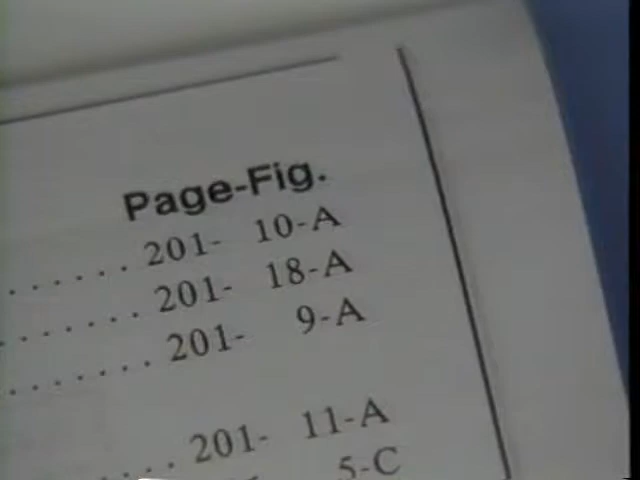 Page-Fig.
...... 201- 10-A
....... 201- 18-A
....... 201- 9-A
.... 201- 11-A
5-C